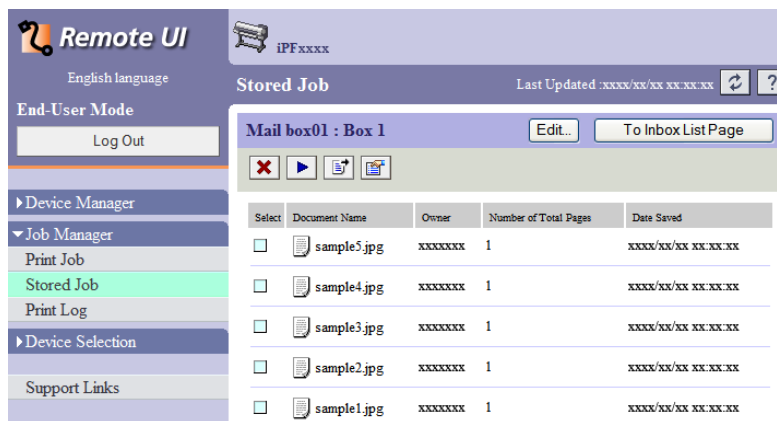 Remote UI
English language
End-User Mode
Log Out
Device Manager
Job Manager
Print Job
Stored Job
Print Log
Device Selection
Support Links
iPFxxxx
Stored Job Last Updated :xxxx/xx/xx xx:xx:xx ?
Mail box01 : Box 1 Edit... To Inbox List Page
Select Document Name Owner Number of Total Pages Date Saved
sample5.jpg xxxxxxx 1 xxxx/xx/xx xx:xx:xx
sample4.jpg xxxxxxx 1 xxxx/xx/xx xx:xx:xx
sample3.jpg xxxxxxx 1 xxxx/xx/xx xx:xx:xx
sample2.jpg xxxxxxx 1 xxxx/xx/xx xx:xx:xx
sample1.jpg xxxxxxx 1 xxxx/xx/xx xx:xx:xx